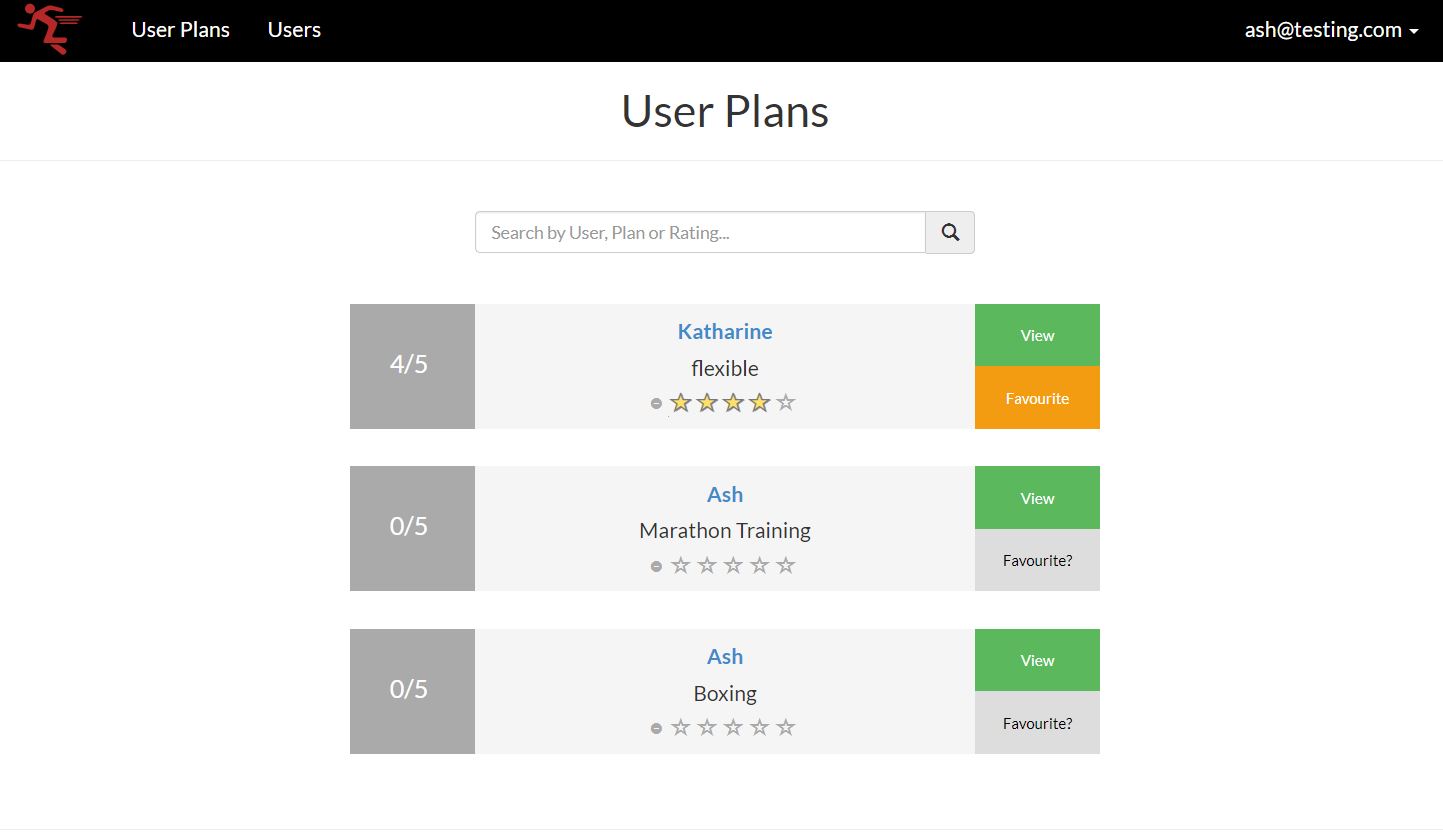 User Plans
Users
ash@testing.com
User Plans
Search by User, Plan or Rating...
4/5
Katharine
flexible
View
Favourite
0/5
Ash
Marathon Training
View
Favourite?
0/5
Ash
Boxing
View
Favourite?